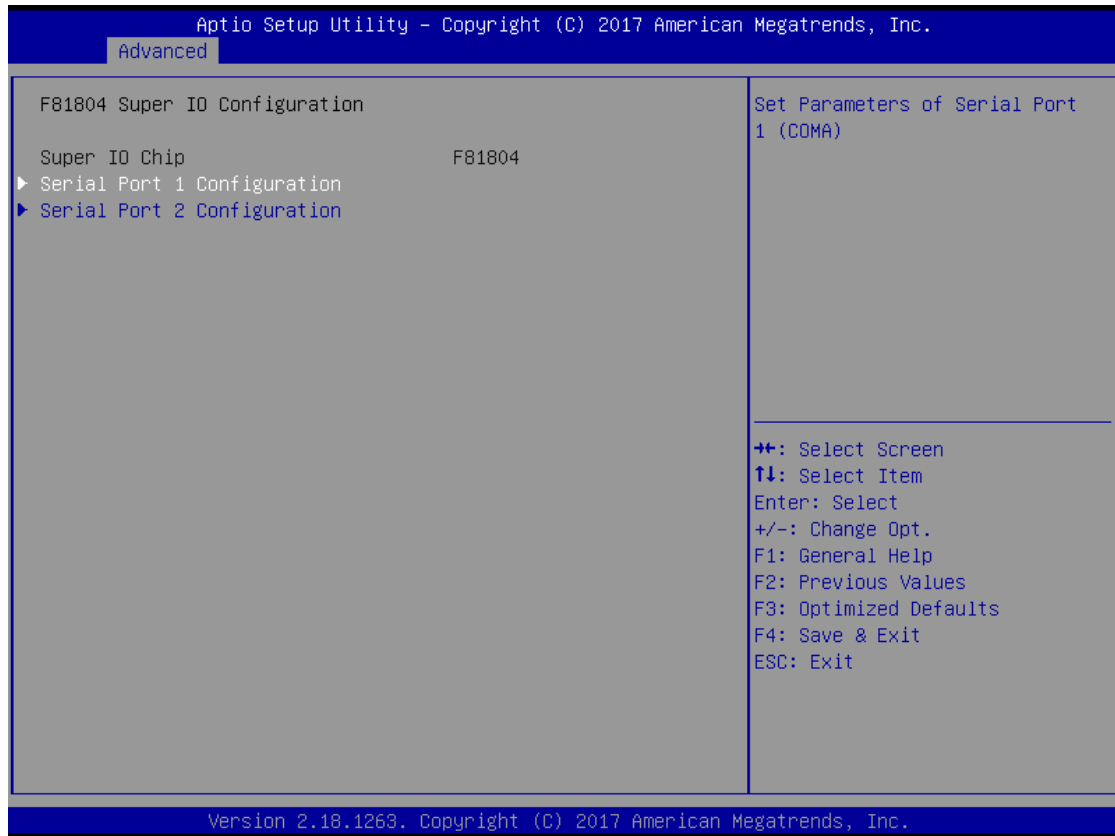 Aptio Setup Utility – Copyright (C) 2017 American Megatrends, Inc.
Advanced
F81804 Super IO Configuration
Super IO Chip F81804
► Serial Port 1 Configuration
► Serial Port 2 Configuration
Set Parameters of Serial Port
1 (COMA)
→←: Select Screen
↑↓: Select Item
Enter: Select
+/-: Change Opt.
F1: General Help
F2: Previous Values
F3: Optimized Defaults
F4: Save & Exit
ESC: Exit
Version 2.18.1263. Copyright (C) 2017 American Megatrends, Inc.